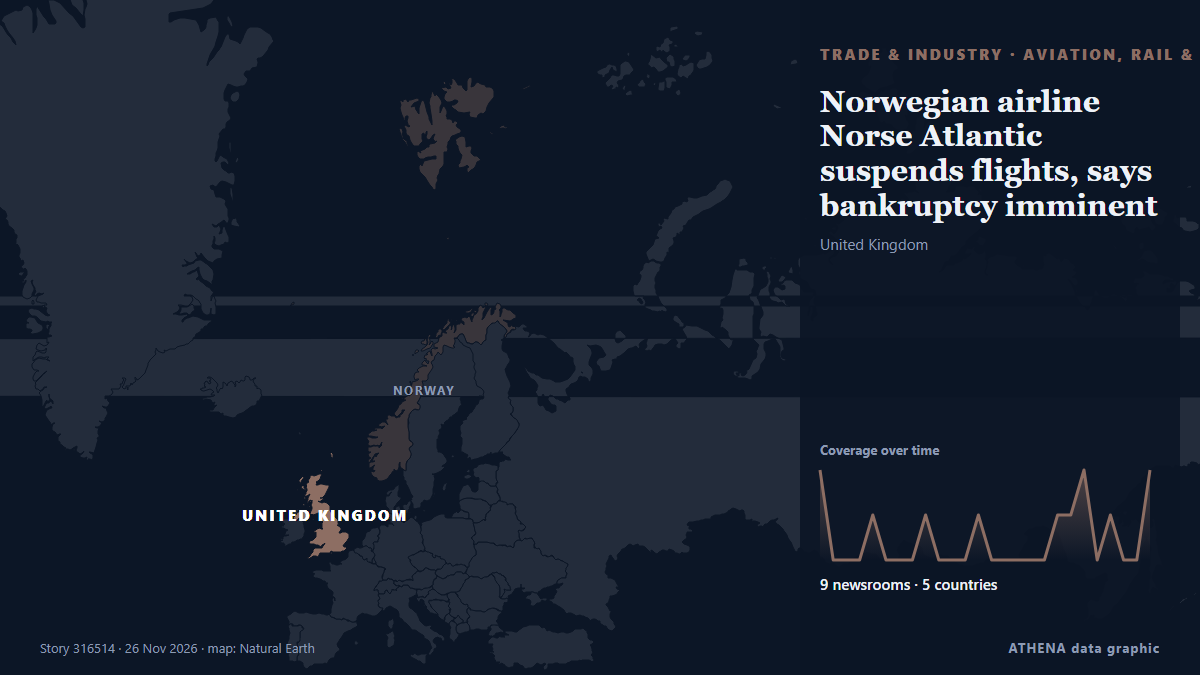 TRADE & INDUSTRY · AVIATION, RAIL &
Norwegian airline
Norse Atlantic
suspends flights, says
bankruptcy imminent
United Kingdom
NORWAY
UNITED KINGDOM
Coverage over time
9 newsrooms · 5 countries
Story 316514 · 26 Nov 2026 · map: Natural Earth
ATHENA data graphic